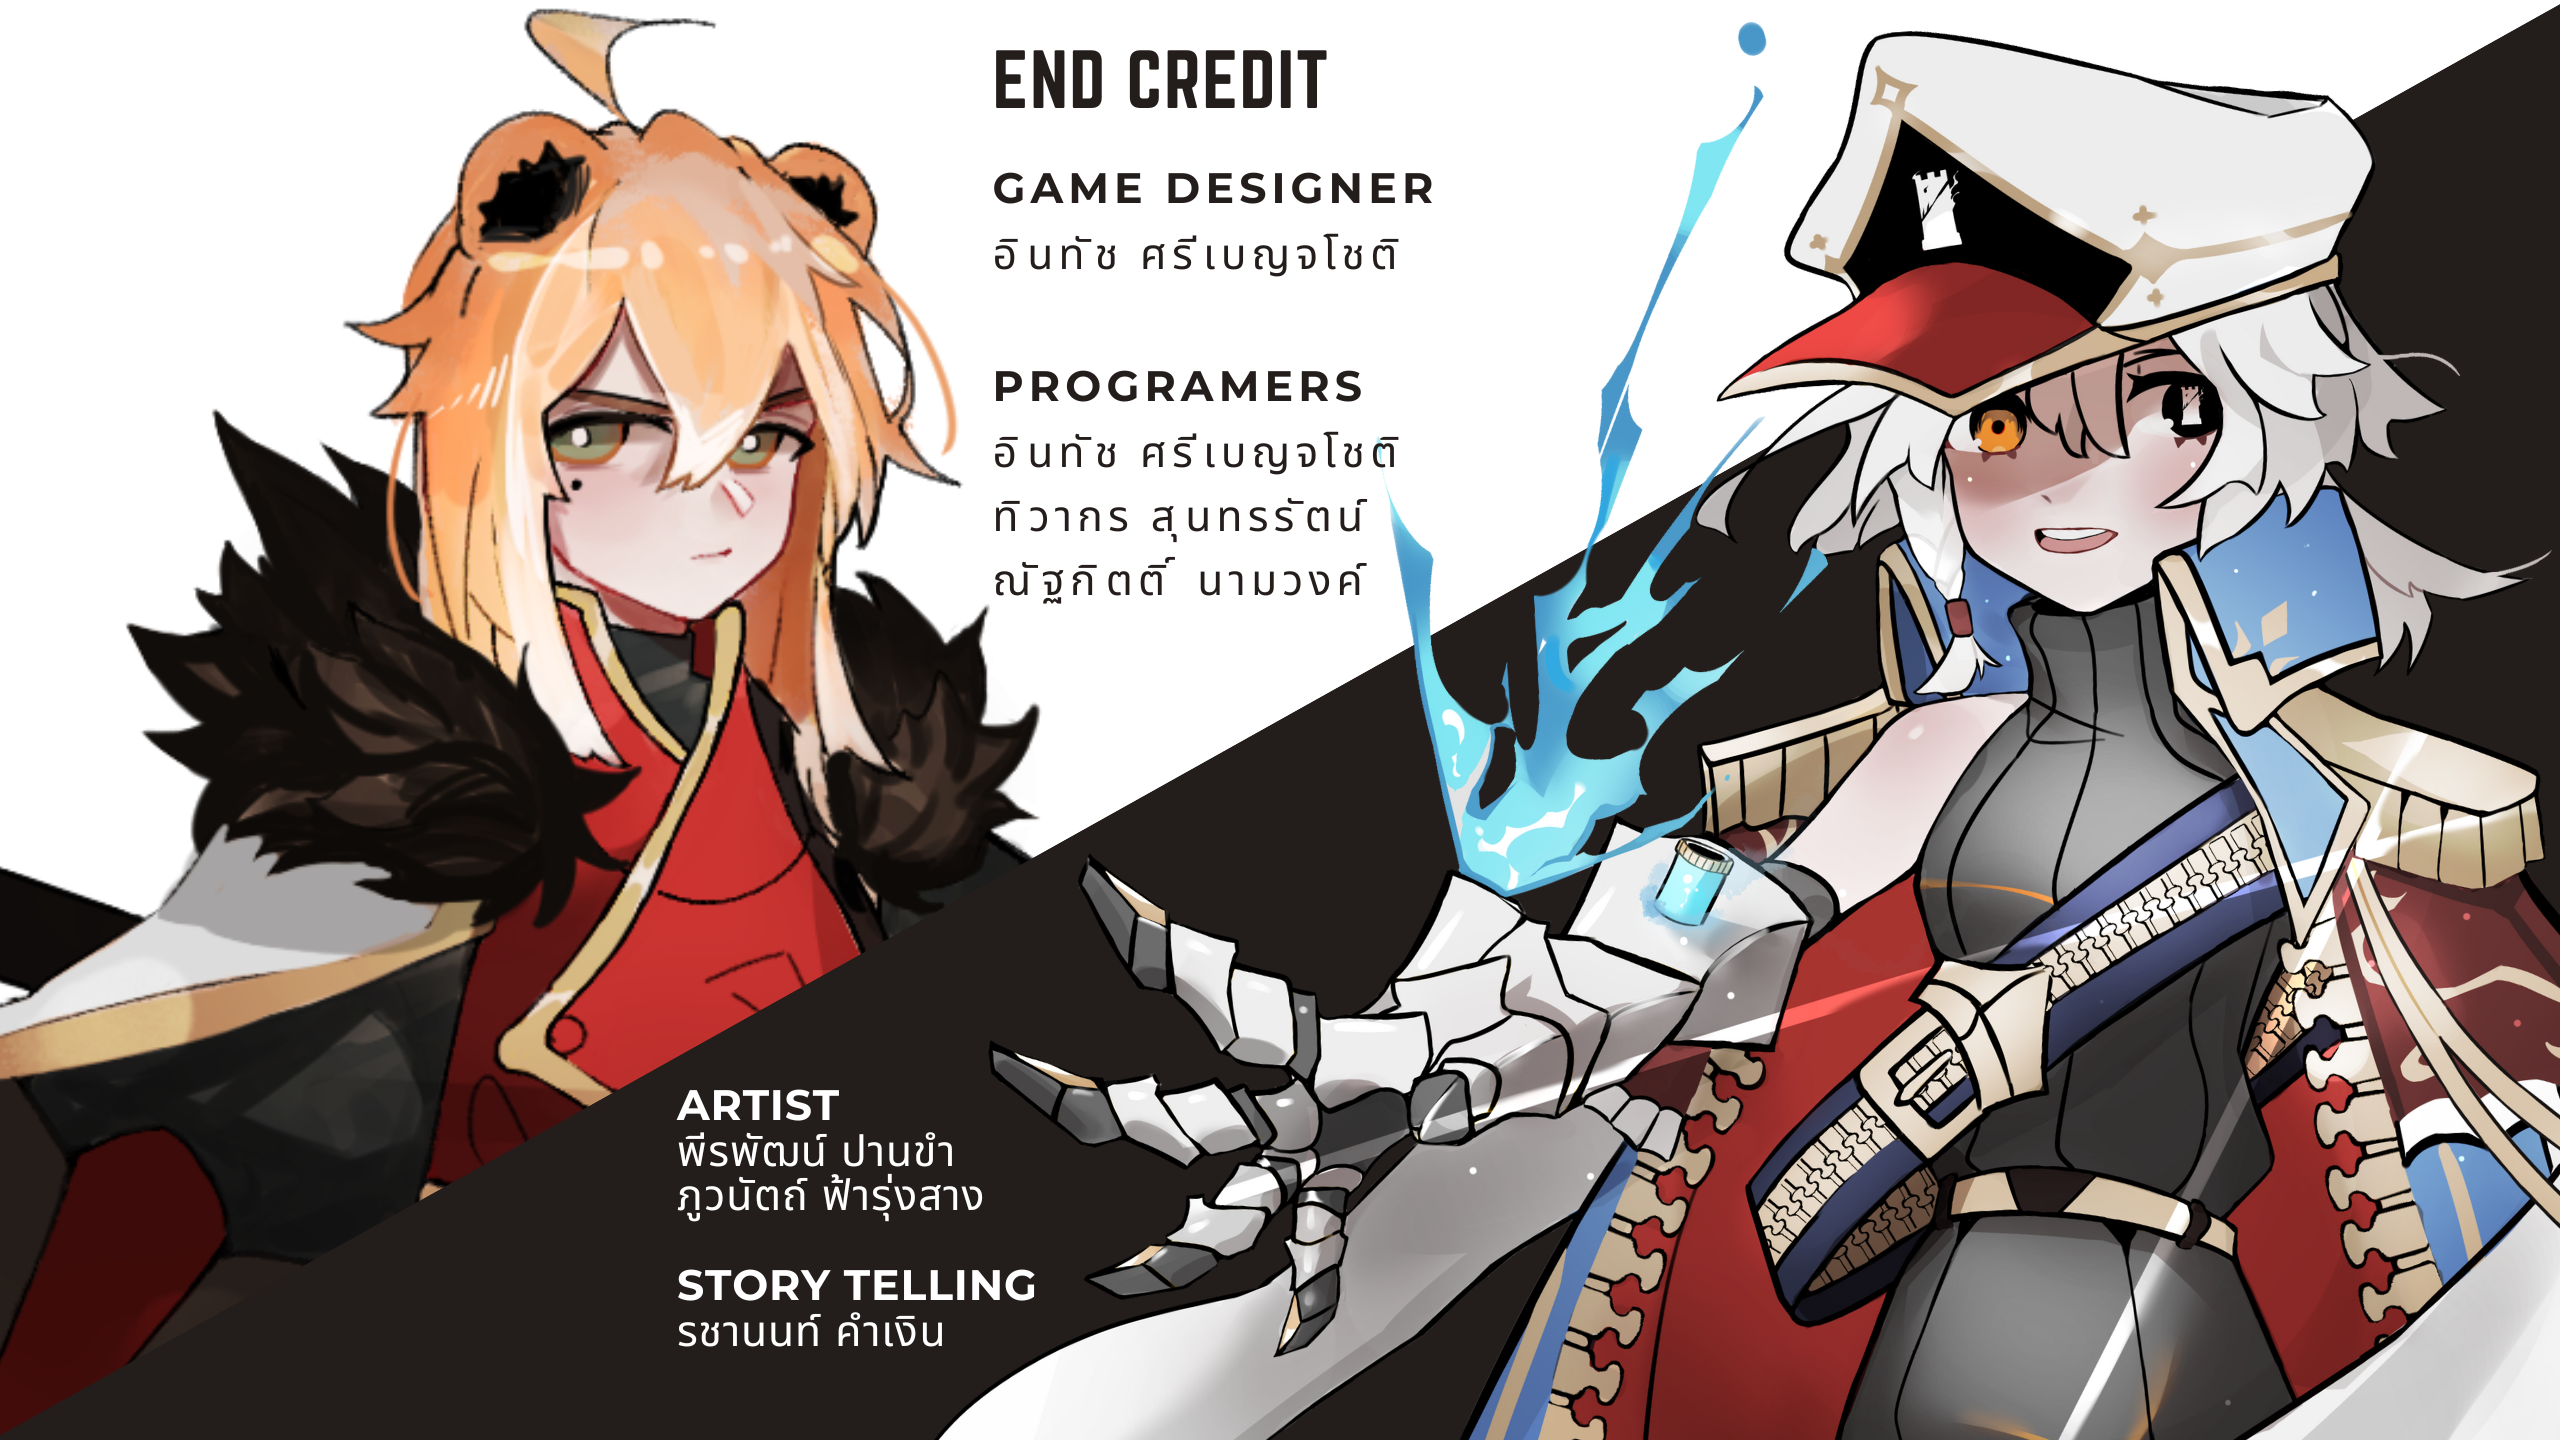 END CREDIT
GAME DESIGNER
อินทัช ศรีเบญจโชติ
PROGRAMERS
อินทัช ศรีเบญจโชติ
ทิวากร สุนทรรัตน์
ณัฐกิตติ์ นามวงค์
ARTIST
พีรพัฒน์ ปานขำ
ภูวนัตถ์ ฟ้ารุ่งสาง
STORY TELLING
รชานนท์ คำเงิน